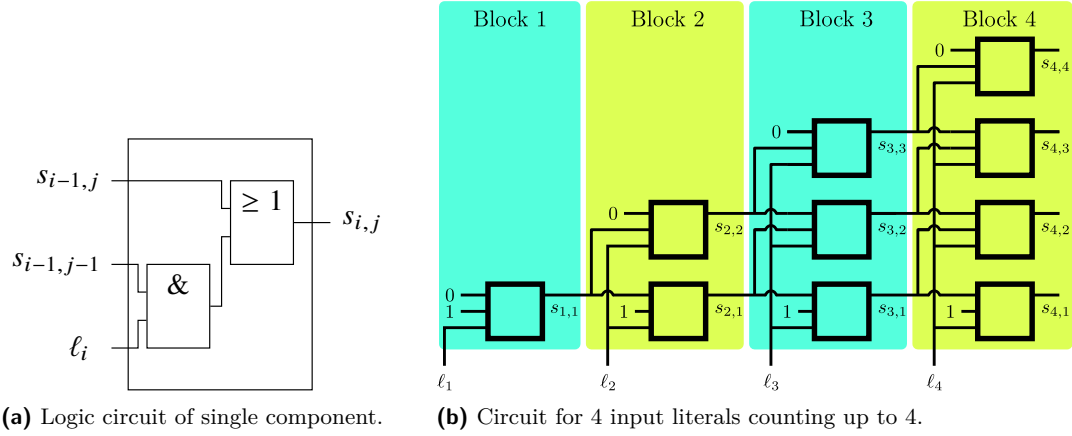 Block 1 Block 2 Block 3 Block 4
0 s_{4,4}
0 s_{3,3} s_{4,3}
s_{i−1,j} ≥ 1 s_{i,j}
0 s_{2,2} s_{3,2} s_{4,2}
s_{i−1,j−1} &
0 1 s_{1,1} 1 s_{2,1} 1 s_{3,1} 1 s_{4,1}
ℓ_i
ℓ_1 ℓ_2 ℓ_3 ℓ_4
(a) Logic circuit of single component.
(b) Circuit for 4 input literals counting up to 4.